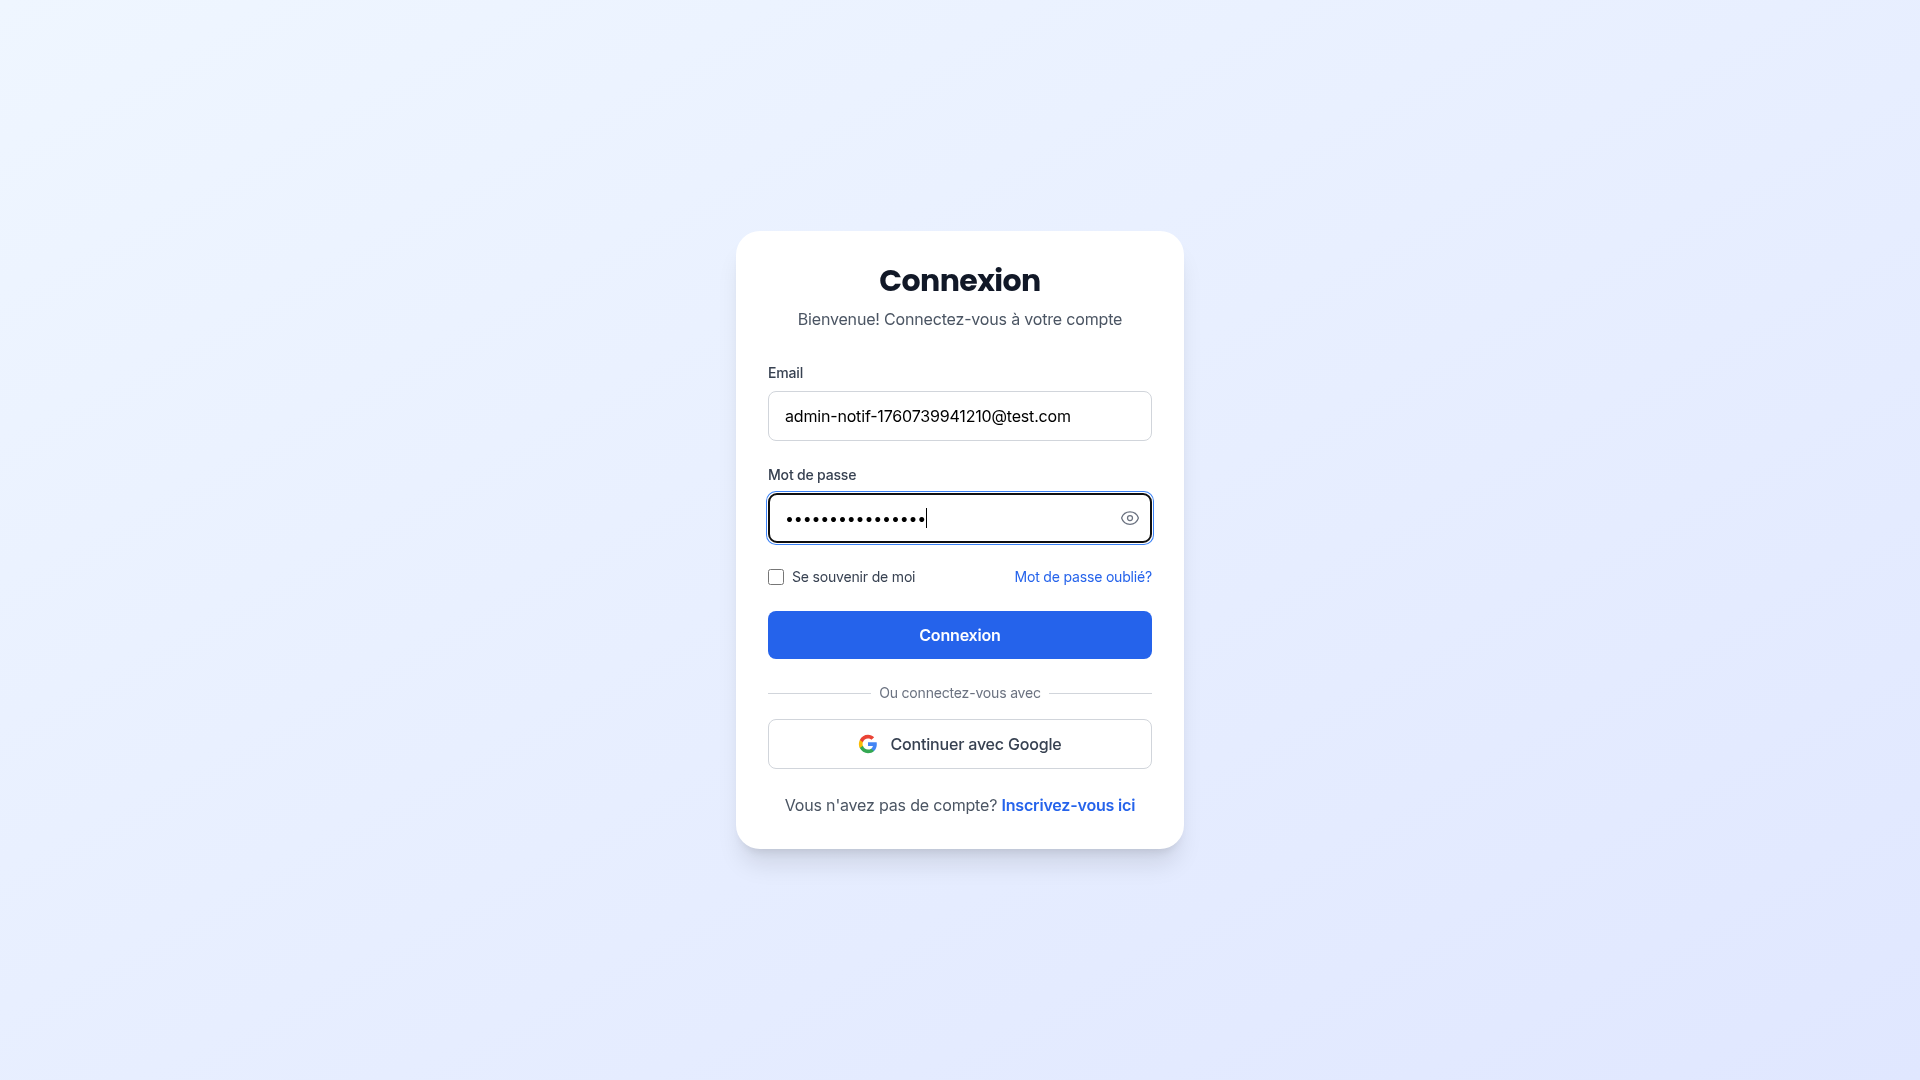 Connexion
Bienvenue! Connectez-vous à votre compte
Email
admin-notif-1760739941210@test.com
Mot de passe
••••••••••••••••
Se souvenir de moi
Mot de passe oublié?
Connexion
Ou connectez-vous avec
Continuer avec Google
Vous n'avez pas de compte? Inscrivez-vous ici